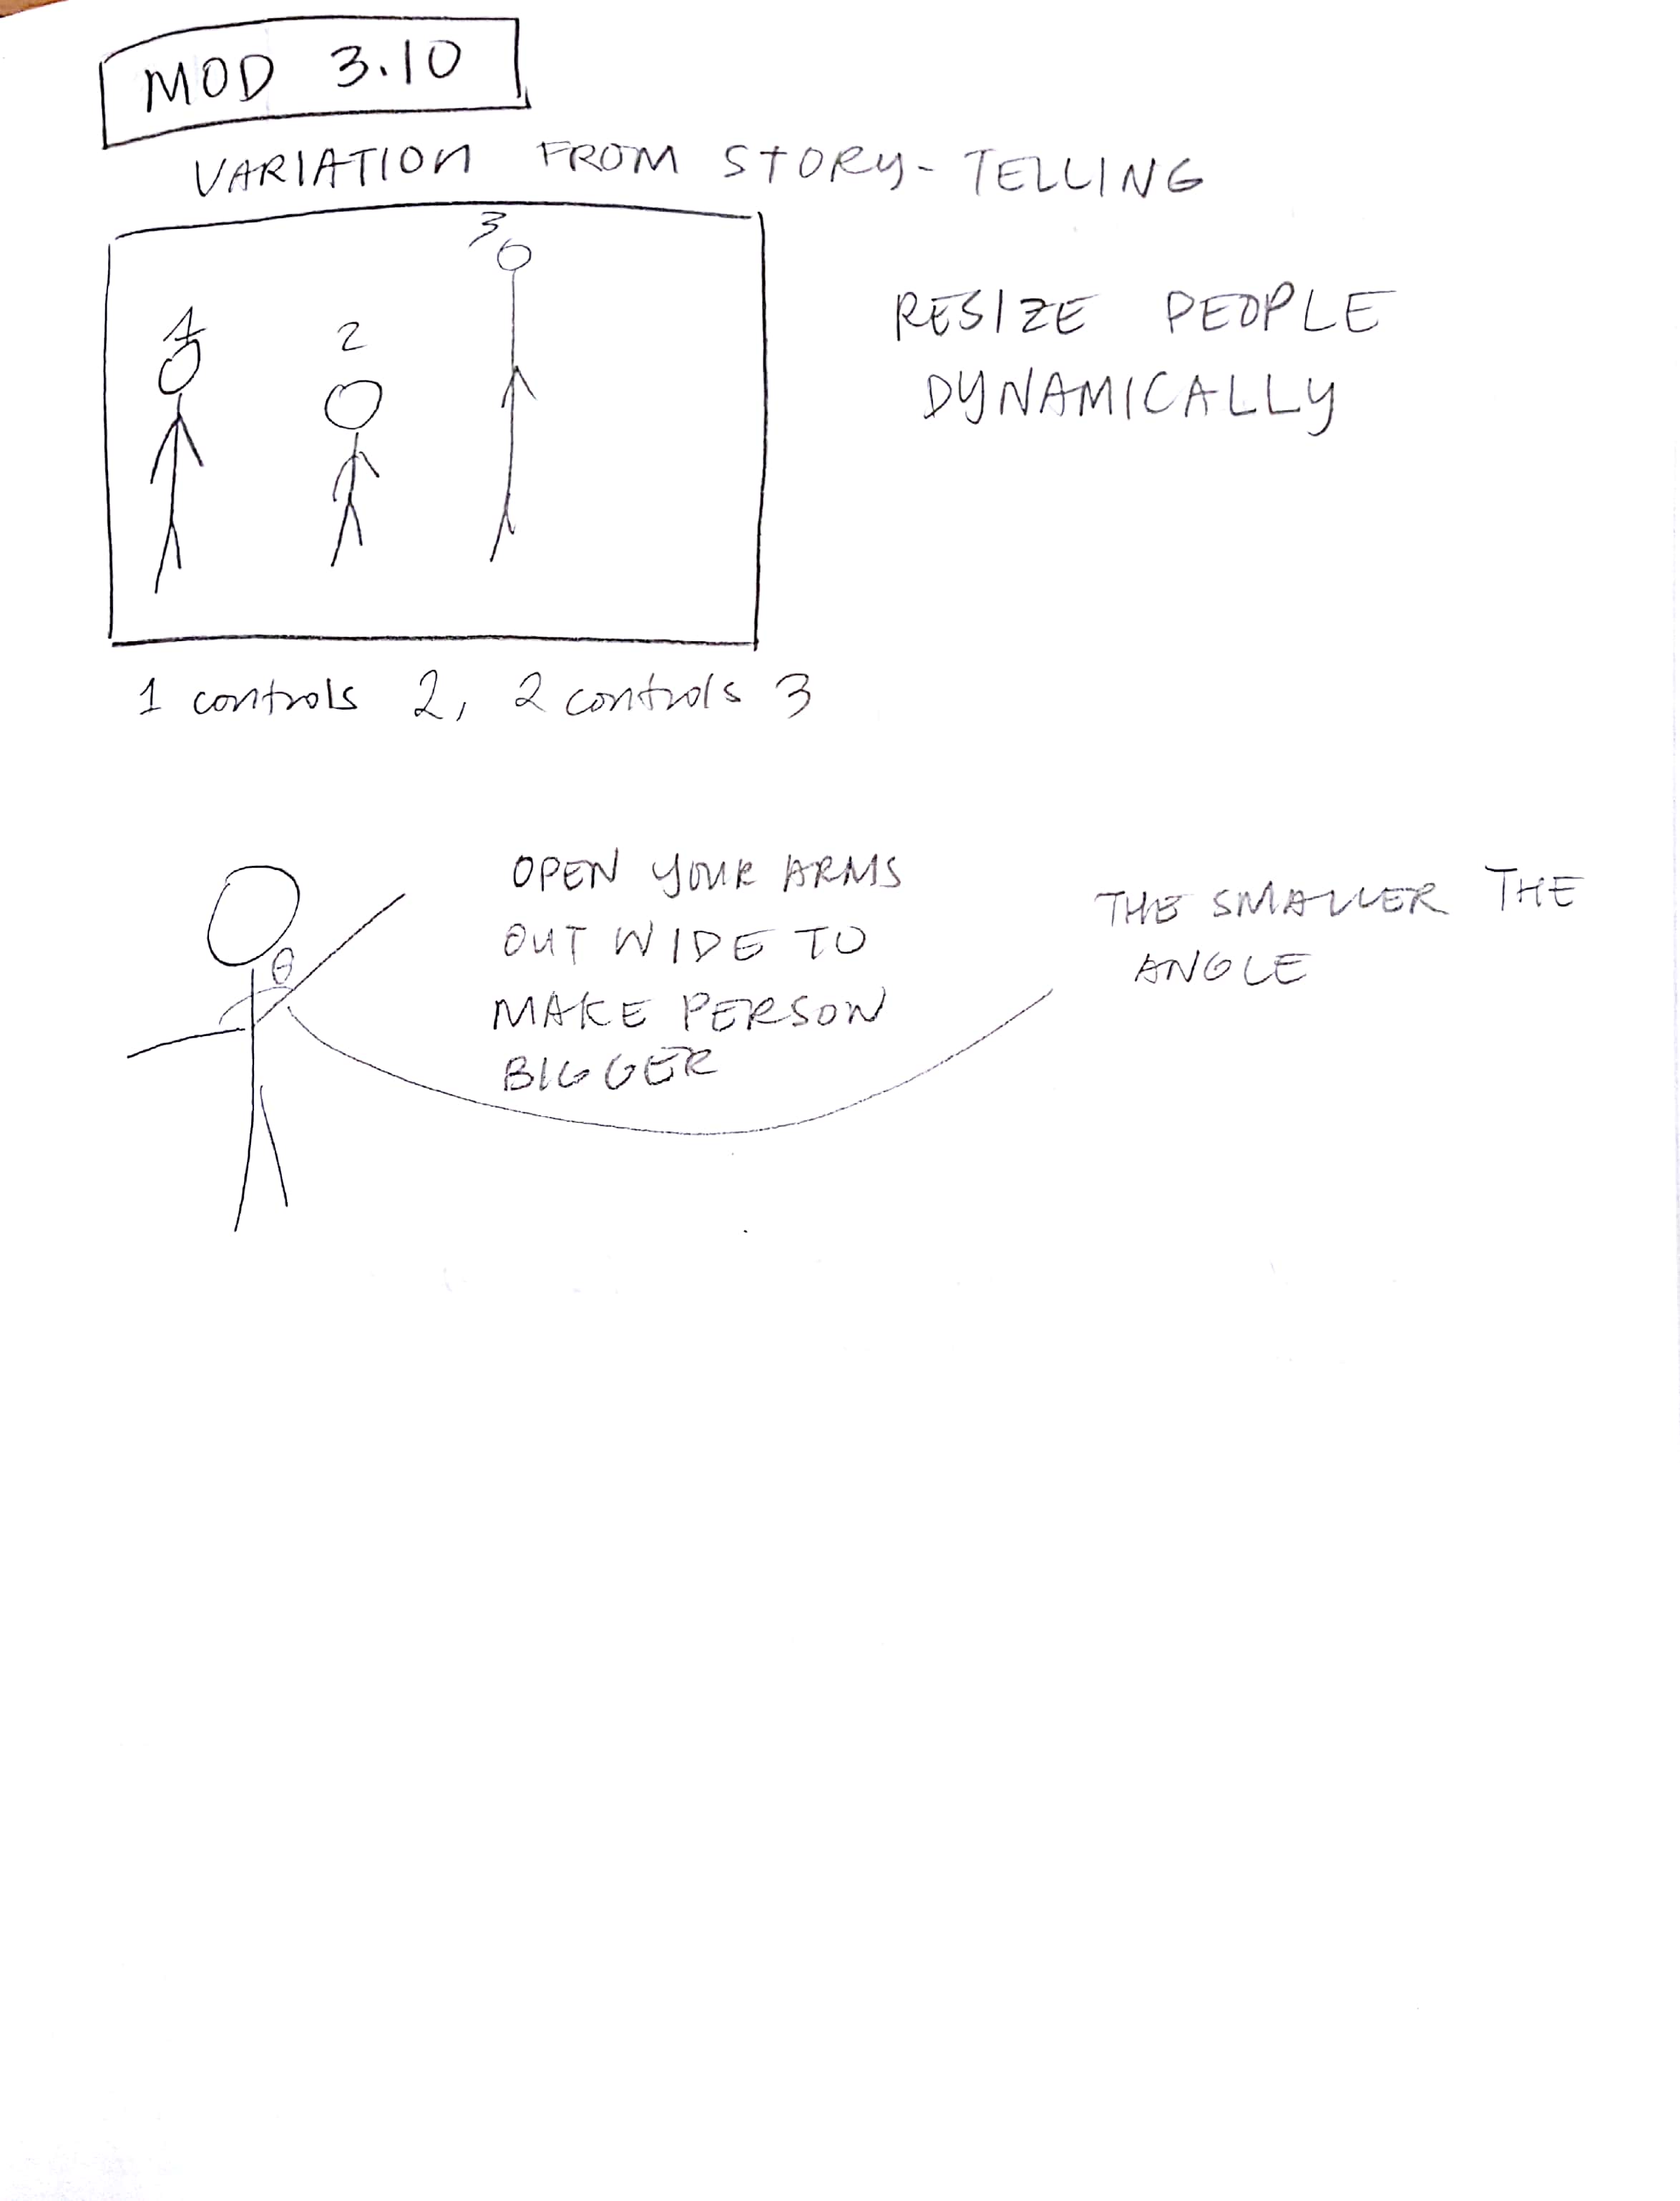 MOD 3.10
VARIATION FROM STORY-TELLING
3
1
2
RESIZE PEOPLE
DYNAMICALLY
1 controls 2, 2 controls 3
OPEN YOUR ARMS
OUT WIDE TO
MAKE PERSON
BIGGER
θ
THE SMALLER THE
ANGLE